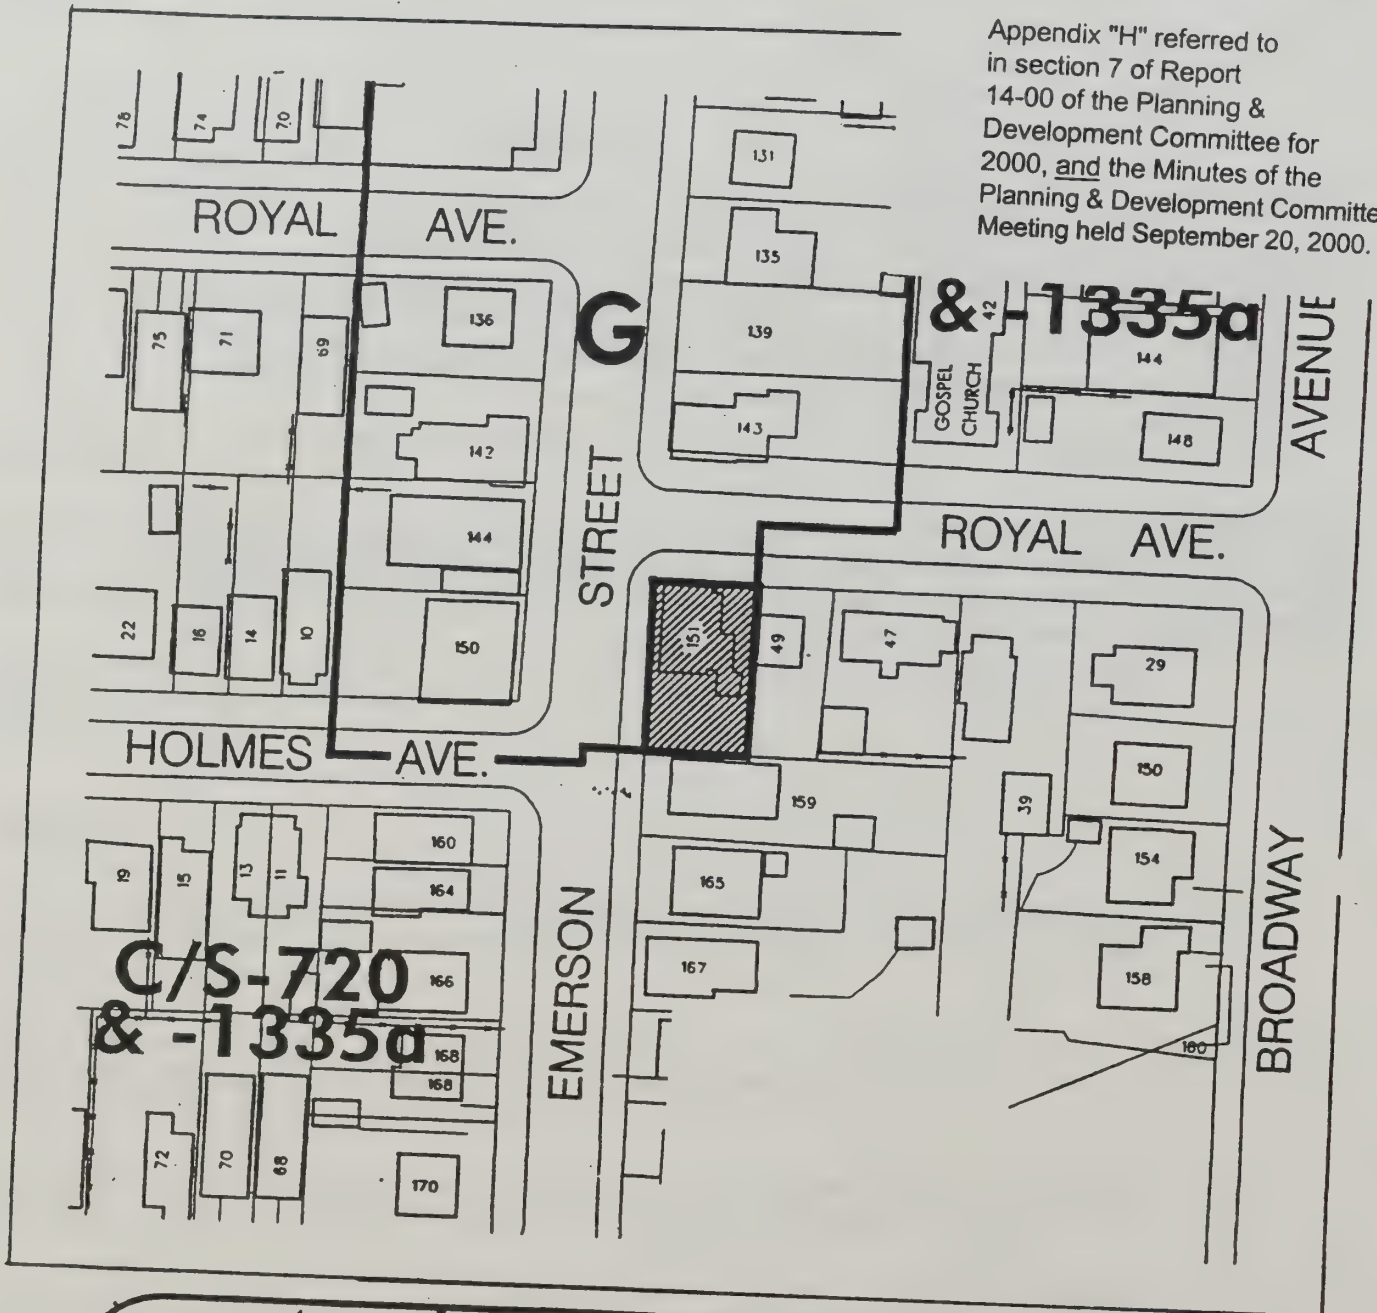 Appendix "H" referred to
in section 7 of Report
14-00 of the Planning &
Development Committee for
2000, and the Minutes of the
Planning & Development Committe
Meeting held September 20, 2000.
78
74
70
131
ROYAL AVE.
135
G
& -1335a
42
AVENUE
75
71
69
136
139
144
GOSPEL
CHURCH
142
143
148
STREET
144
ROYAL AVE.
22
16
14
10
150
151
49
47
29
HOLMES AVE.
150
159
39
19
15
13
11
160
164
165
154
C/S-720
& -1335a
166
EMERSON
167
158
BROADWAY
168
168
160
72
70
68
170